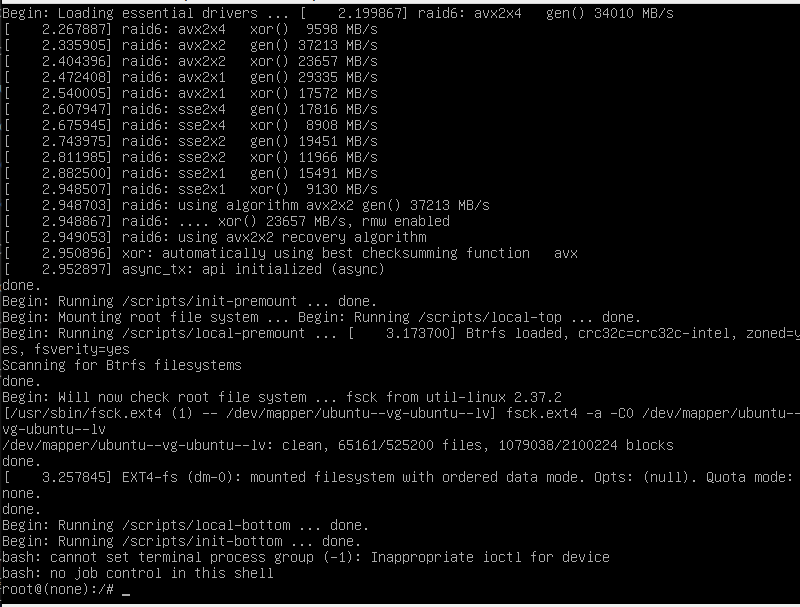 Begin: Loading essential drivers ... [    2.199867] raid6: avx2x4   gen() 34010 MB/s
[    2.267887] raid6: avx2x4   xor()  9598 MB/s
[    2.335905] raid6: avx2x2   gen() 37213 MB/s
[    2.404396] raid6: avx2x2   xor() 23657 MB/s
[    2.472408] raid6: avx2x1   gen() 29335 MB/s
[    2.540005] raid6: avx2x1   xor() 17572 MB/s
[    2.607947] raid6: sse2x4   gen() 17816 MB/s
[    2.675945] raid6: sse2x4   xor()  8908 MB/s
[    2.743975] raid6: sse2x2   gen() 19451 MB/s
[    2.811985] raid6: sse2x2   xor() 11966 MB/s
[    2.882500] raid6: sse2x1   gen() 15491 MB/s
[    2.948507] raid6: sse2x1   xor()  9130 MB/s
[    2.948703] raid6: using algorithm avx2x2 gen() 37213 MB/s
[    2.948867] raid6: .... xor() 23657 MB/s, rmw enabled
[    2.949053] raid6: using avx2x2 recovery algorithm
[    2.950896] xor: automatically using best checksumming function   avx
[    2.952897] async_tx: api initialized (async)
done.
Begin: Running /scripts/init-premount ... done.
Begin: Mounting root file system ... Begin: Running /scripts/local-top ... done.
Begin: Running /scripts/local-premount ... [    3.173700] Btrfs loaded, crc32c=crc32c-intel, zoned=y
es, fsverity=yes
Scanning for Btrfs filesystems
done.
Begin: Will now check root file system ... fsck from util-linux 2.37.2
[/usr/sbin/fsck.ext4 (1) -- /dev/mapper/ubuntu--vg-ubuntu--lv] fsck.ext4 -a -C0 /dev/mapper/ubuntu--
vg-ubuntu--lv
/dev/mapper/ubuntu--vg-ubuntu--lv: clean, 65161/525200 files, 1079038/2100224 blocks
done.
[    3.257845] EXT4-fs (dm-0): mounted filesystem with ordered data mode. Opts: (null). Quota mode:
none.
done.
Begin: Running /scripts/local-bottom ... done.
Begin: Running /scripts/init-bottom ... done.
bash: cannot set terminal process group (-1): Inappropriate ioctl for device
bash: no job control in this shell
root@(none):/# _